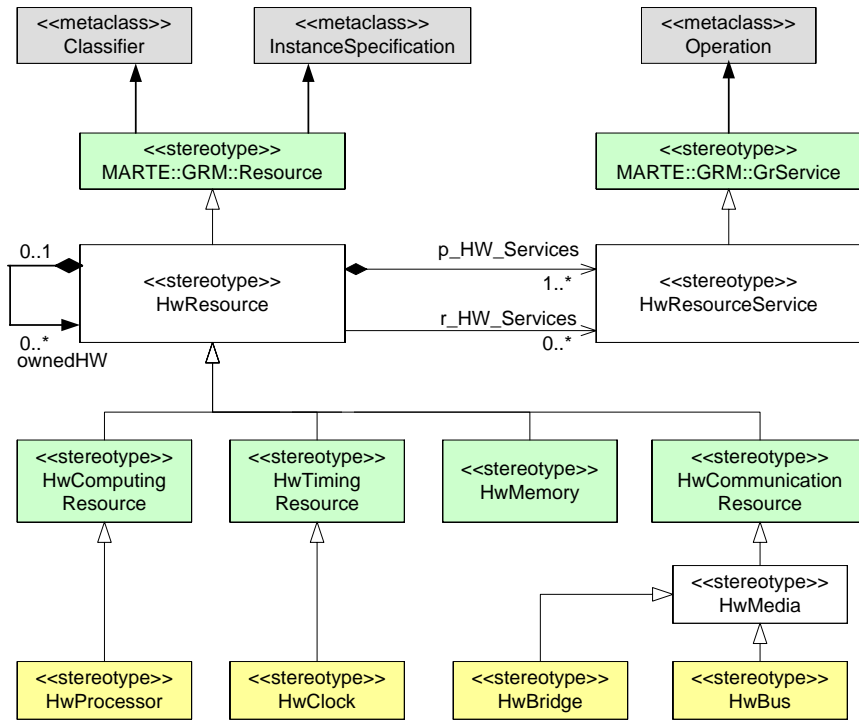 <<metaclass>>
Classifier
<<metaclass>>
InstanceSpecification
<<metaclass>>
Operation
<<stereotype>>
MARTE::GRM::Resource
<<stereotype>>
MARTE::GRM::GrService
0..1
<<stereotype>>
HwResource
0..*
ownedHW
p_HW_Services
1..*
r_HW_Services
0..*
<<stereotype>>
HwResourceService
<<stereotype>>
HwComputing
Resource
<<stereotype>>
HwTiming
Resource
<<stereotype>>
HwMemory
<<stereotype>>
HwCommunication
Resource
<<stereotype>>
HwMedia
<<stereotype>>
HwProcessor
<<stereotype>>
HwClock
<<stereotype>>
HwBridge
<<stereotype>>
HwBus